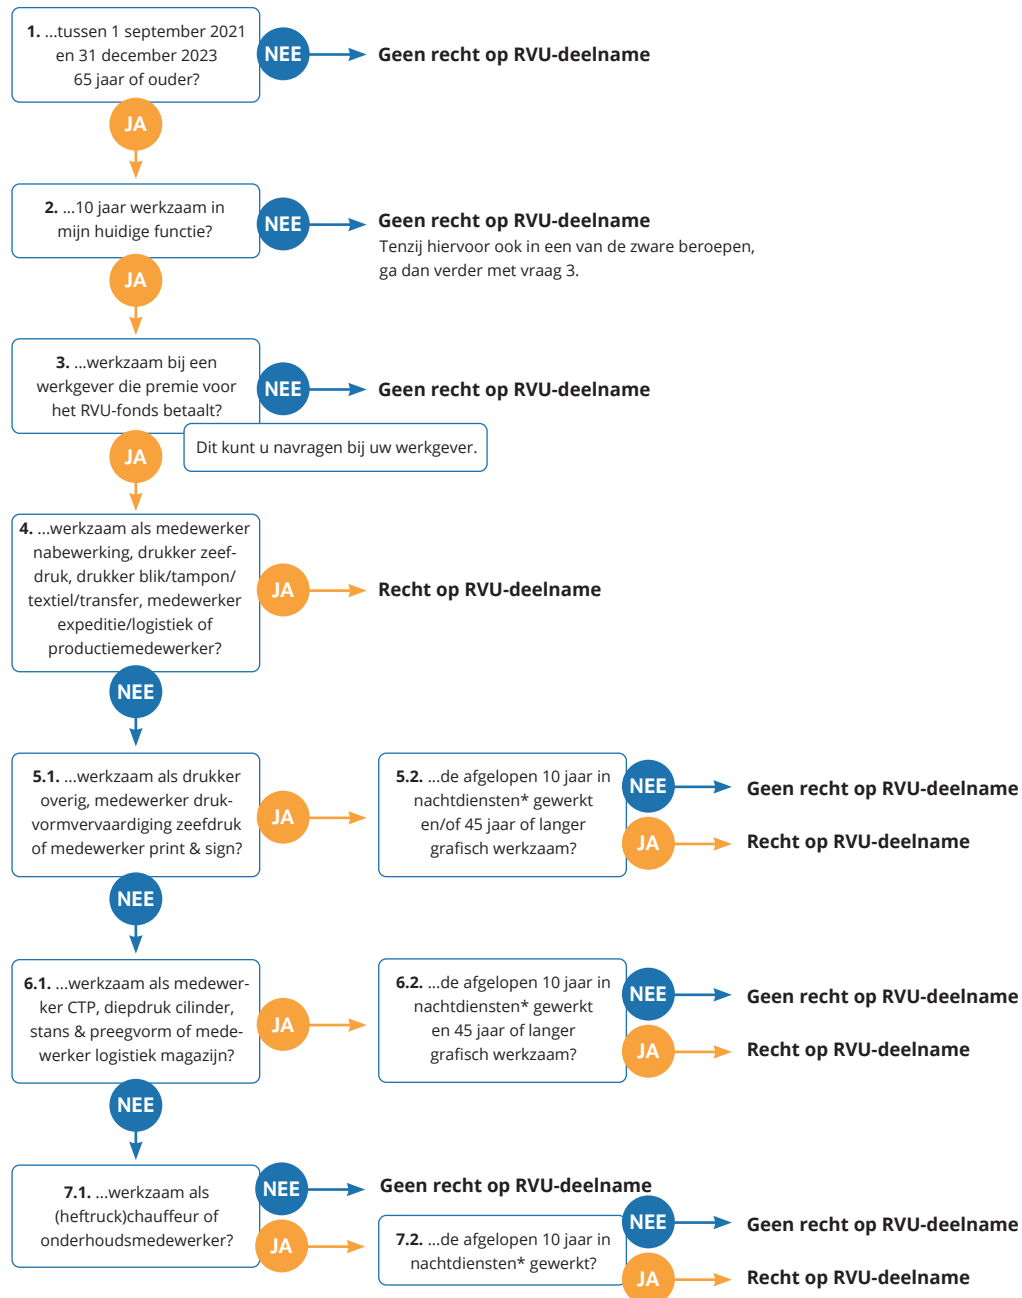 1. ...tussen 1 september 2021
en 31 december 2023
65 jaar of ouder?
NEE
Geen recht op RVU-deelname
JA
2. ...10 jaar werkzaam in
mijn huidige functie?
NEE
Geen recht op RVU-deelname
Tenzij hiervoor ook in een van de zware beroepen,
ga dan verder met vraag 3.
JA
3. ...werkzaam bij een
werkgever die premie voor
het RVU-fonds betaalt?
NEE
Geen recht op RVU-deelname
Dit kunt u navragen bij uw werkgever.
JA
4. ...werkzaam als medewerker
nabewerking, drukker zeef-
druk, drukker blik/tampon/
textiel/transfer, medewerker
expeditie/logistiek of
productiemedewerker?
JA
Recht op RVU-deelname
NEE
5.1. ...werkzaam als drukker
overig, medewerker druk-
vormvervaardiging zeefdruk
of medewerker print & sign?
JA
5.2. ...de afgelopen 10 jaar in
nachtdiensten* gewerkt
en/of 45 jaar of langer
grafisch werkzaam?
NEE
Geen recht op RVU-deelname
JA
Recht op RVU-deelname
NEE
6.1. ...werkzaam als medewer-
ker CTP, diepdruk cilinder,
stans & preegvorm of mede-
werker logistiek magazijn?
JA
6.2. ...de afgelopen 10 jaar in
nachtdiensten* gewerkt
en 45 jaar of langer
grafisch werkzaam?
NEE
Geen recht op RVU-deelname
JA
Recht op RVU-deelname
NEE
7.1. ...werkzaam als
(heftruck)chauffeur of
onderhoudsmedewerker?
NEE
Geen recht op RVU-deelname
JA
7.2. ...de afgelopen 10 jaar in
nachtdiensten* gewerkt?
NEE
Geen recht op RVU-deelname
JA
Recht op RVU-deelname